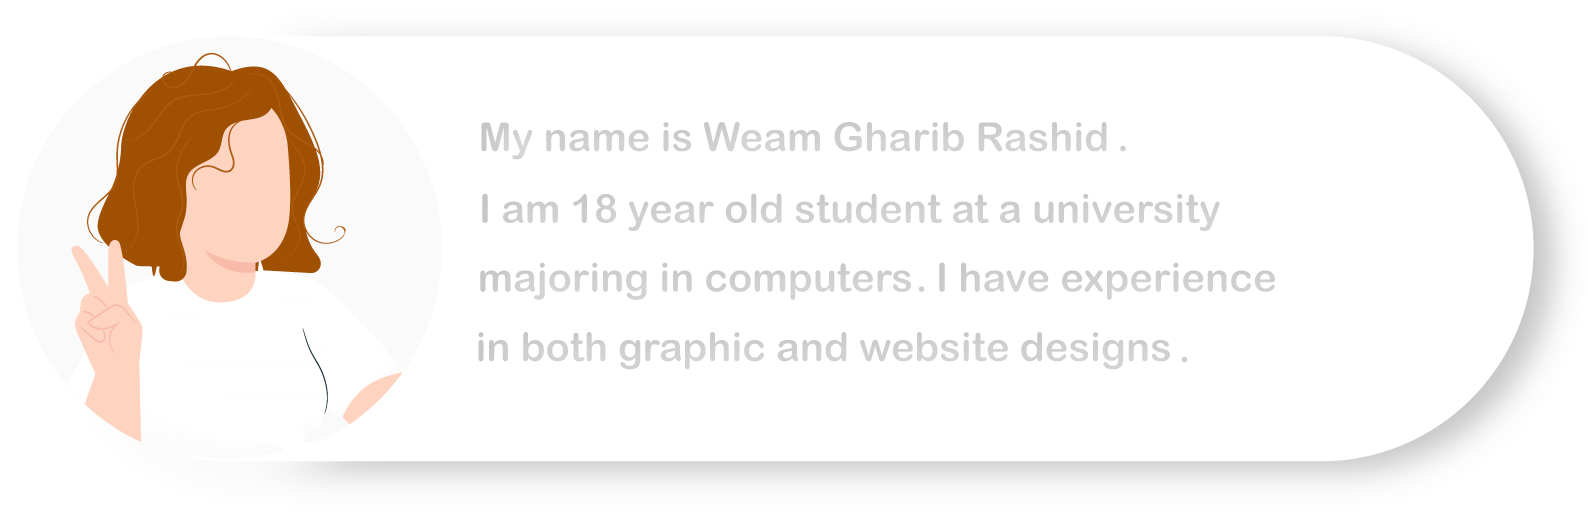 My name is Weam Gharib Rashid .
I am 18 year old student at a university
majoring in computers. I have experience
in both graphic and website designs .